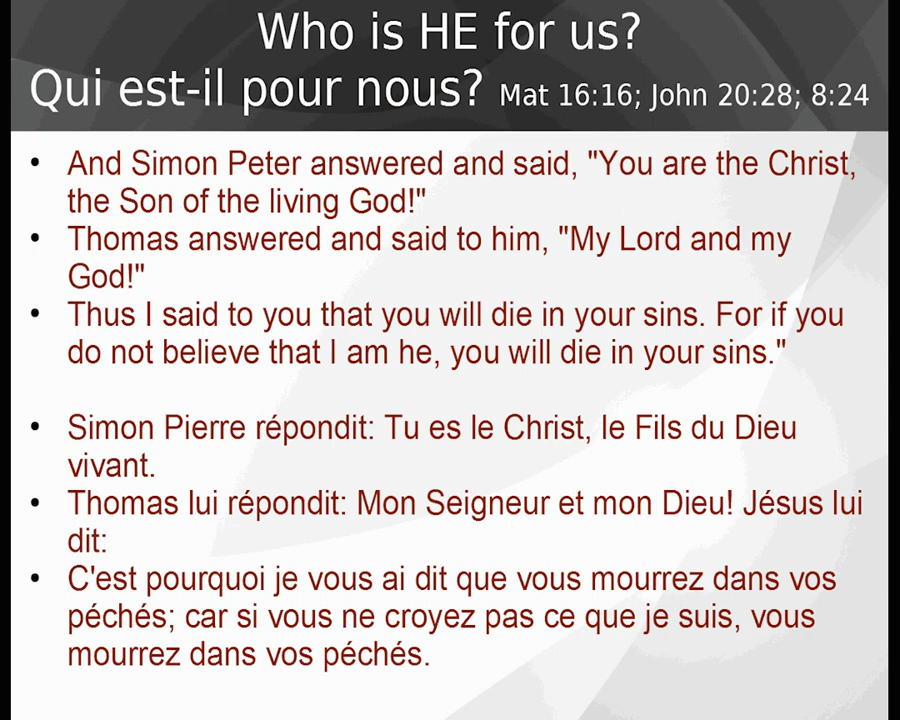 Who is HE for us?
Qui est-il pour nous? Mat 16:16; John 20:28; 8:24
• And Simon Peter answered and said, "You are the Christ,
the Son of the living God!"
• Thomas answered and said to him, "My Lord and my
God!"
• Thus I said to you that you will die in your sins. For if you
do not believe that I am he, you will die in your sins."
• Simon Pierre répondit: Tu es le Christ, le Fils du Dieu
vivant.
• Thomas lui répondit: Mon Seigneur et mon Dieu! Jésus lui
dit:
• C'est pourquoi je vous ai dit que vous mourrez dans vos
péchés; car si vous ne croyez pas ce que je suis, vous
mourrez dans vos péchés.